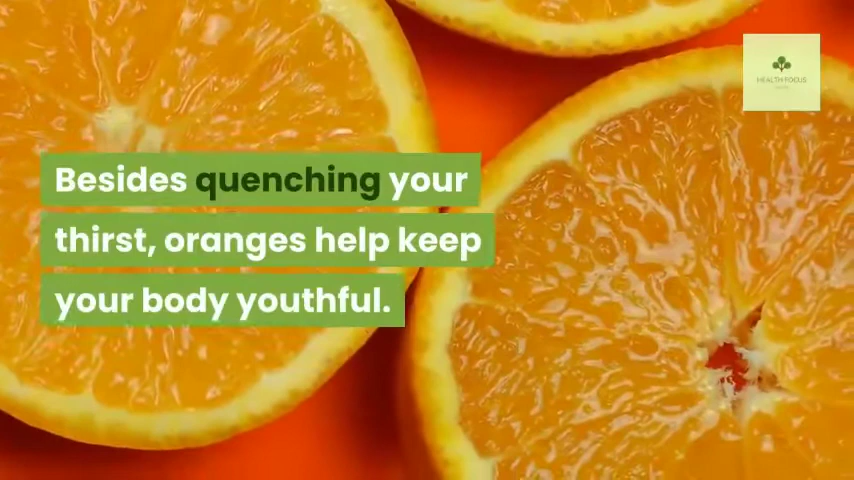 HEALTH FOCUS
Besides quenching your
thirst, oranges help keep
your body youthful.